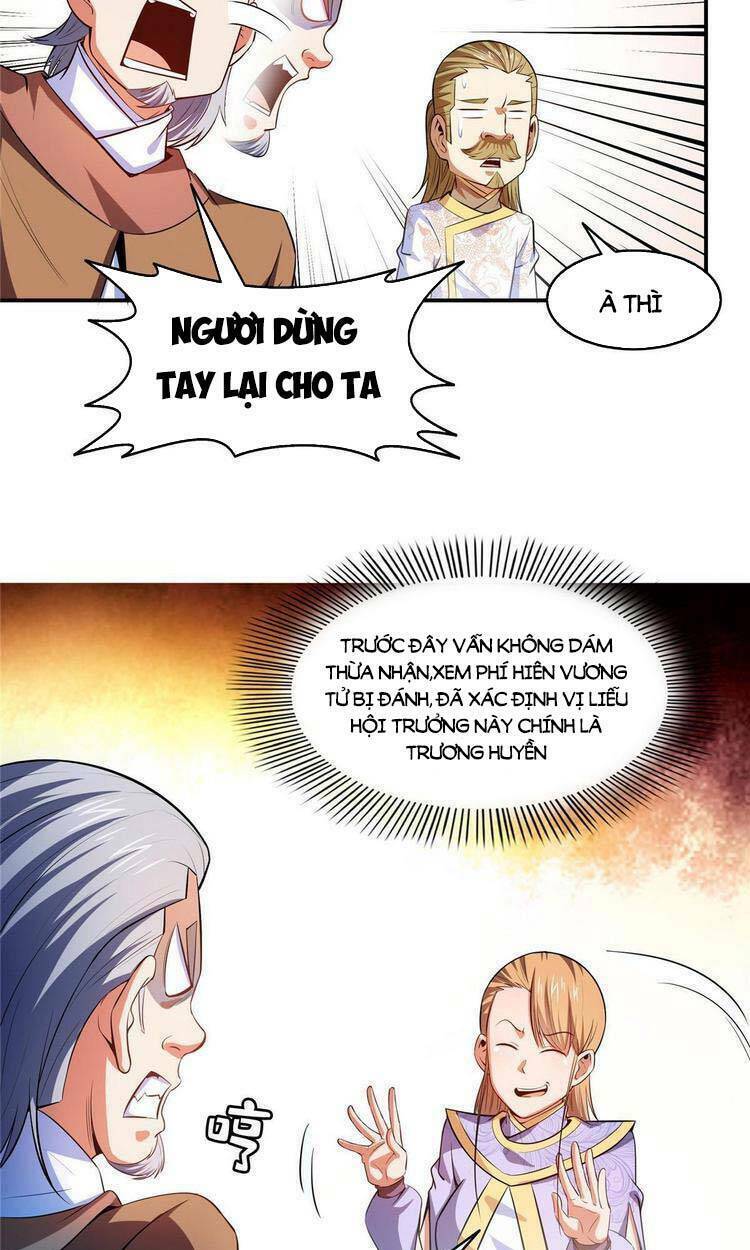 À THÌ
NGƯƠI DỪNG
TAY LẠI CHO TA
TRƯỚC ĐÂY VẪN KHÔNG DÁM
THỪA NHẬN,XEM PHÍ HIÊN VƯƠNG
TỬ BỊ ĐÁNH, ĐÃ XÁC ĐỊNH VỊ LIỄU
HỘI TRƯỞNG NÀY CHÍNH LÀ
TRƯƠNG HUYỀN
哼